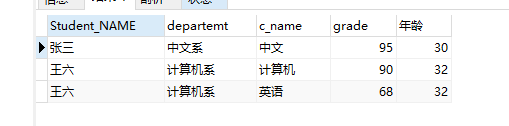 Student_NAME departemt c_name grade 年龄
张三 中文系 中文 95 30
王六 计算机系 计算机 90 32
王六 计算机系 英语 68 32